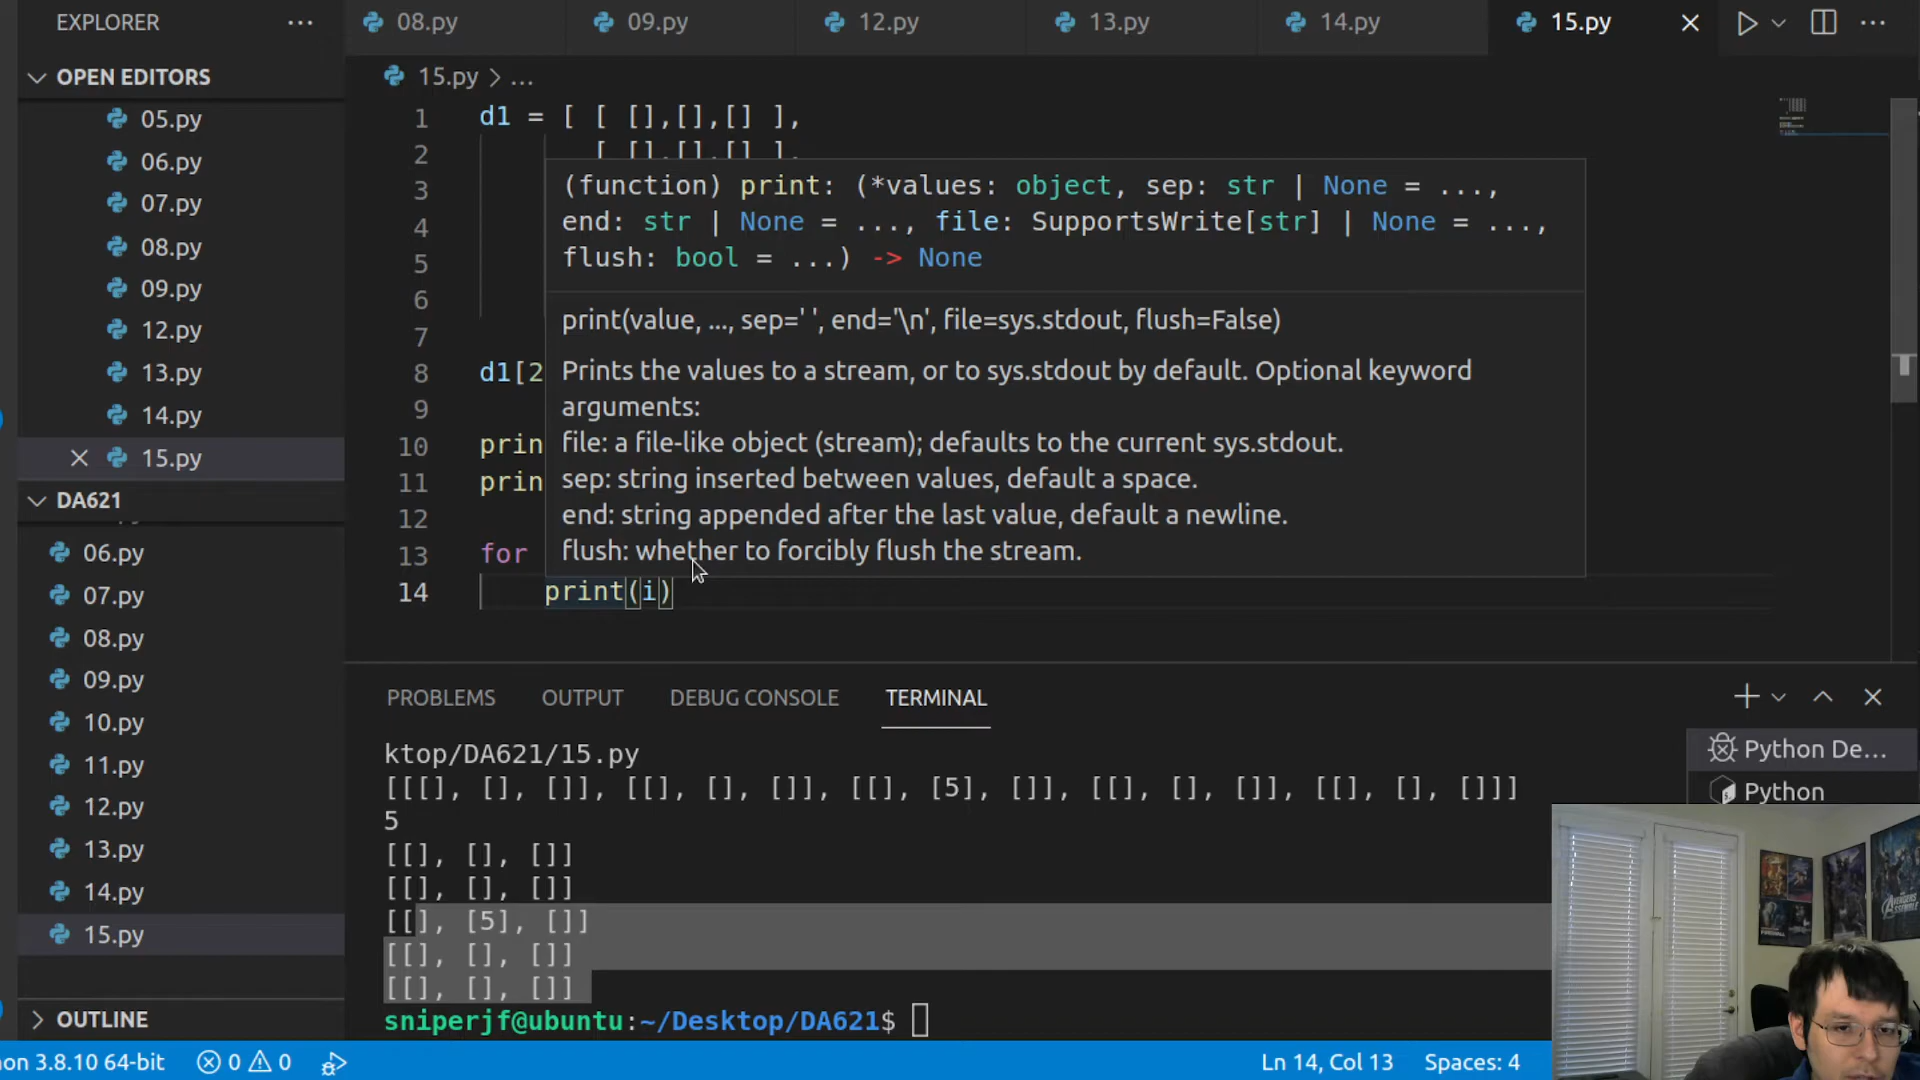 EXPLORER ...
08.py 09.py 12.py 13.py 14.py 15.py
OPEN EDITORS
05.py
06.py
07.py
08.py
09.py
12.py
13.py
14.py
15.py
DA621
06.py
07.py
08.py
09.py
10.py
11.py
12.py
13.py
14.py
15.py
OUTLINE
15.py > ...
1 d1 = [ [ [],[],[] ],
2 [ [],[],[] ],
3
4
5
6
7
8 d1[2
9
10 prin
11 prin
12
13 for
14 print(i)
(function) print: (*values: object, sep: str | None = ...,
end: str | None = ..., file: SupportsWrite[str] | None = ...,
flush: bool = ...) -> None
print(value, ..., sep=' ', end='\n', file=sys.stdout, flush=False)
Prints the values to a stream, or to sys.stdout by default. Optional keyword
arguments:
file: a file-like object (stream); defaults to the current sys.stdout.
sep: string inserted between values, default a space.
end: string appended after the last value, default a newline.
flush: whether to forcibly flush the stream.
PROBLEMS OUTPUT DEBUG CONSOLE TERMINAL
ktop/DA621/15.py
[[[], [], []], [[], [], []], [[], [5], []], [[], [], []], [[], [], []]]
5
[[], [], []]
[[], [], []]
[[], [5], []]
[[], [], []]
[[], [], []]
sniperjf@ubuntu:~/Desktop/DA621$
Python De...
Python
AVENGERS
ASSEMBLE
on 3.8.10 64-bit 0 0
Ln 14, Col 13 Spaces: 4